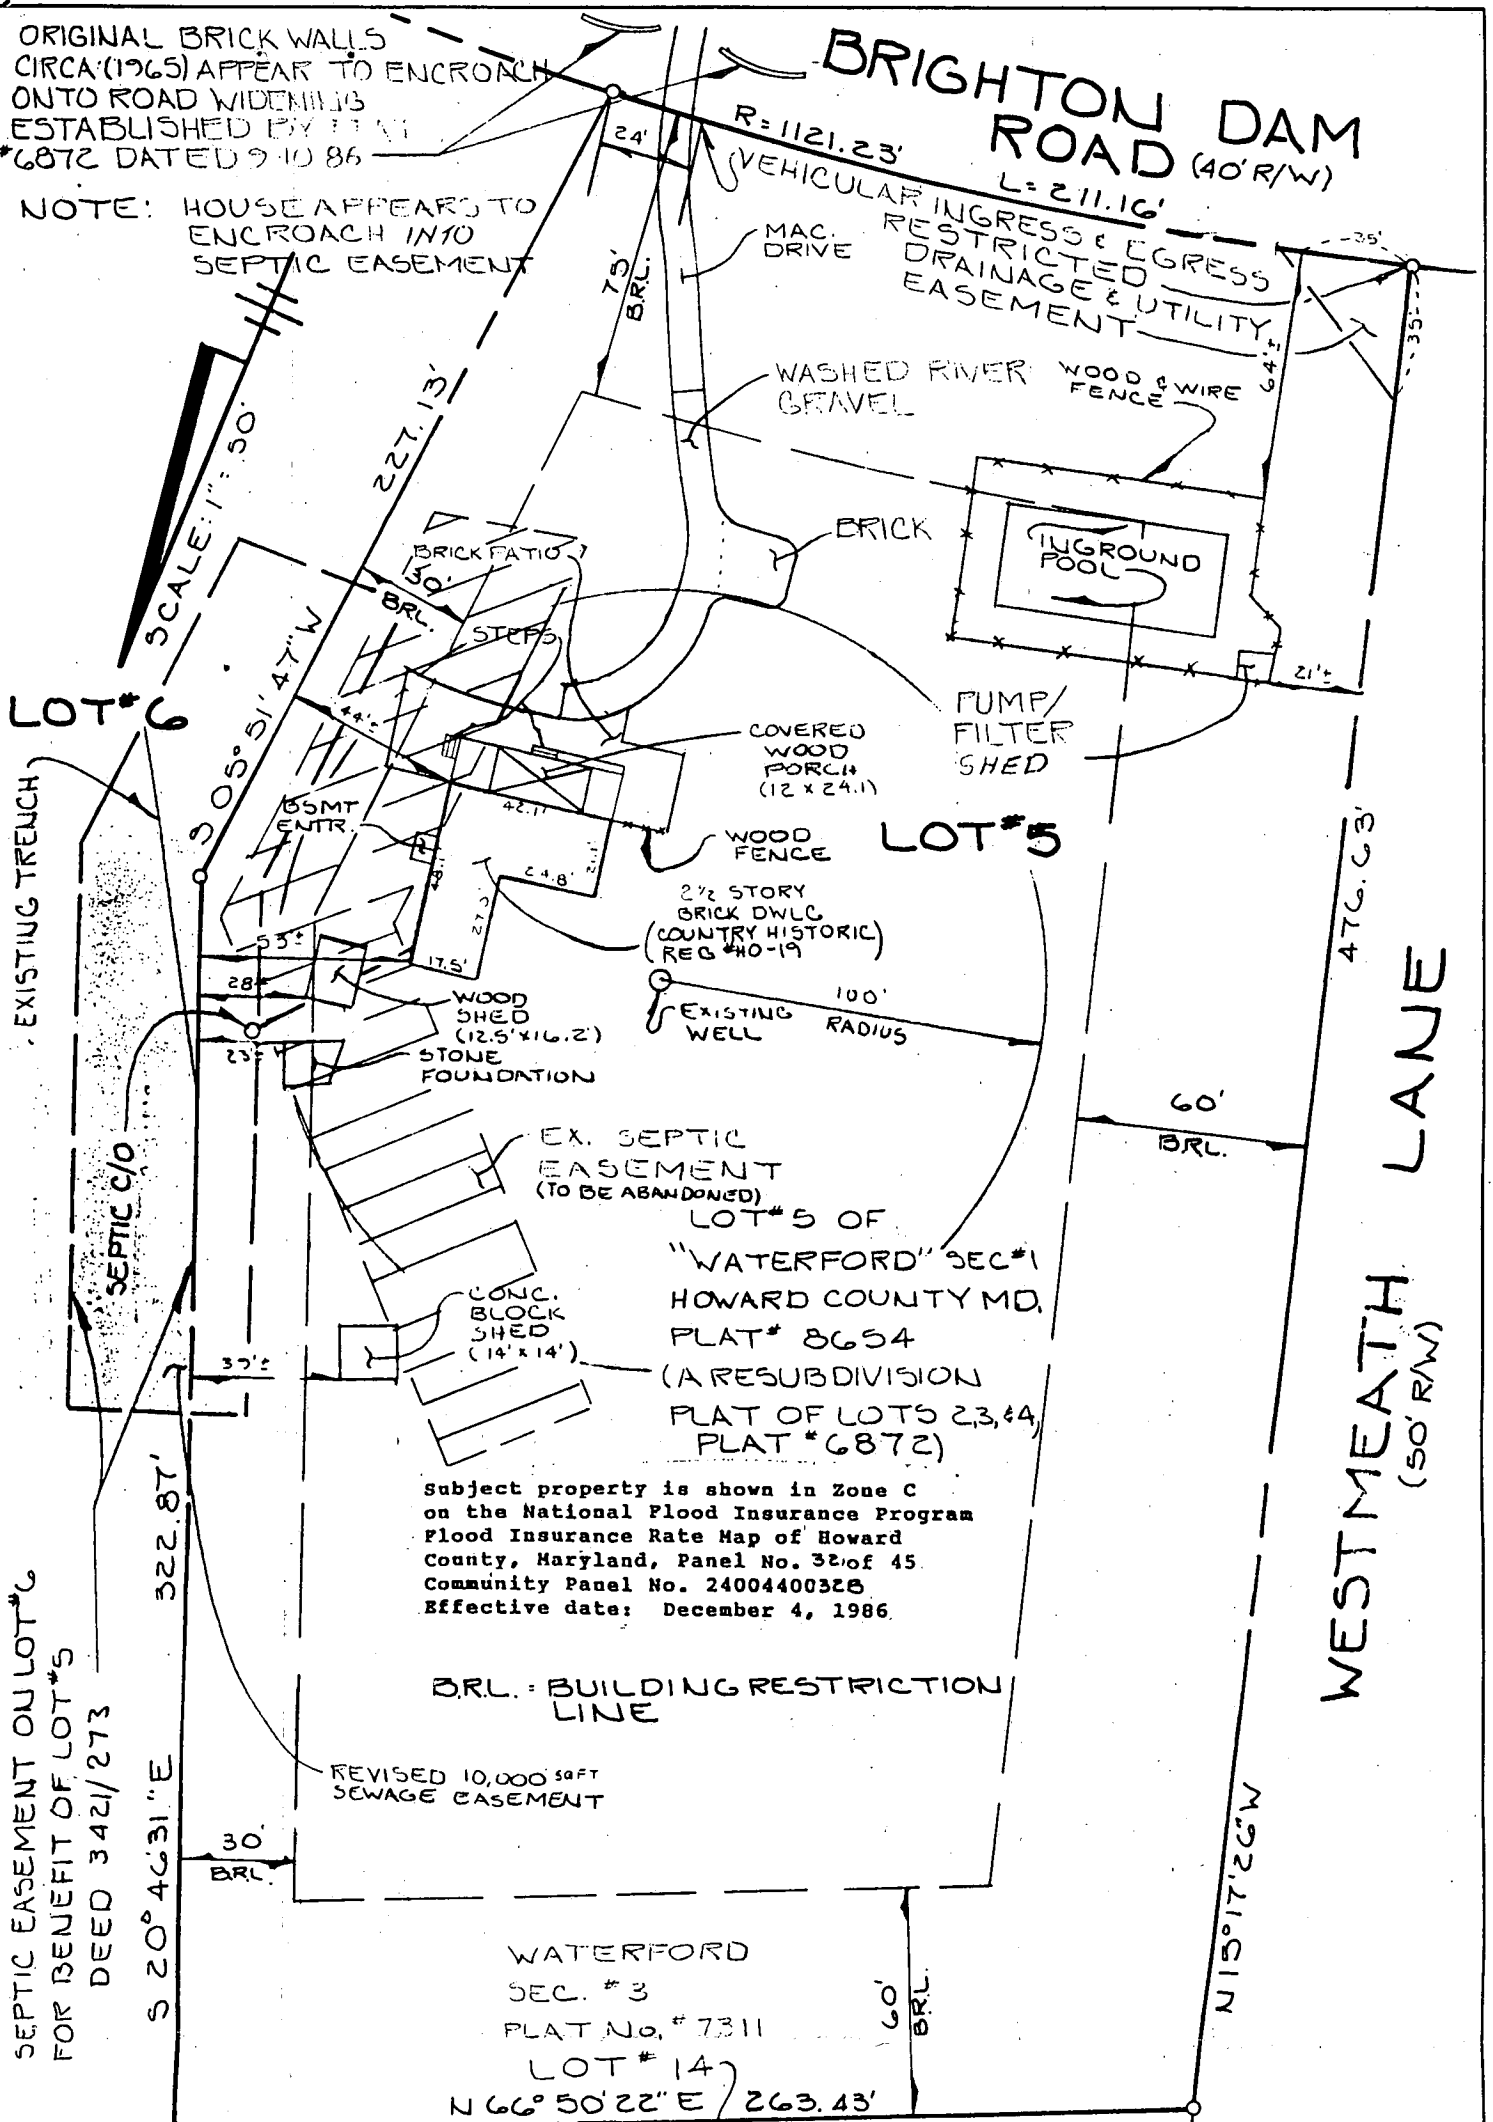 ORIGINAL BRICK WALLS
CIRCA (1965) APPEAR TO ENCROACH
ONTO ROAD WIDENING
ESTABLISHED BY
#6872 DATED 9-10-86
NOTE: HOUSE APPEARS TO
ENCROACH INTO
SEPTIC EASEMENT
BRIGHTON DAM
ROAD (40' R/W)
R=1121.23'
L=211.16'
24'
VEHICULAR INGRESS & EGRESS
RESTRICTED
DRAINAGE & UTILITY
EASEMENT
35'
35'
MAC.
DRIVE
75'
B.R.L.
64'±
WASHED RIVER
GRAVEL
WOOD & WIRE
FENCE
SCALE: 1" = 50'
227.13'
S 05° 51' 47" W
BRICK
INGROUND
POOL
BRICK PATIO
30'
BRL.
STEPS
21'±
PUMP/
FILTER
SHED
LOT #6
44'±
COVERED
WOOD
PORCH
(12 x 24.1)
BSMT
ENTR.
42.1'
48.1'
24.8'
21.1'
27.3'
17.5'
WOOD
FENCE
LOT #5
2 1/2 STORY
BRICK DWLG
(COUNTRY HISTORIC)
REG #HO-19
EXISTING TRENCH
53'±
28'±
23'±
WOOD
SHED
(12.5' x 16.2')
STONE
FOUNDATION
EXISTING
WELL
100'
RADIUS
476.63'
60'
BRL.
WESTMEATH LANE
(50' R/W)
SEPTIC C/O
EX. SEPTIC
EASEMENT
(TO BE ABANDONED)
LOT #5 OF
"WATERFORD" SEC #1
HOWARD COUNTY MD.
PLAT # 8654
(A RESUBDIVISION
PLAT OF LOTS 2,3,&4,
PLAT #6872)
CONC.
BLOCK
SHED
(14' x 14')
Subject property is shown in Zone C
on the National Flood Insurance Program
Flood Insurance Rate Map of Howard
County, Maryland, Panel No. 32 of 45
Community Panel No. 2400440032B
Effective date: December 4, 1986
B.R.L. = BUILDING RESTRICTION
LINE
REVISED 10,000 SQFT
SEWAGE EASEMENT
SEPTIC EASEMENT ON LOT #6
FOR BENEFIT OF LOT #5
DEED 3421/273
322.87'
S 20° 46' 31" E
30'
B.R.L.
WATERFORD
SEC. #3
PLAT No. #7311
LOT # 14
60'
B.R.L.
N 15° 17' 26" W
N 66° 50' 22" E 263.43'